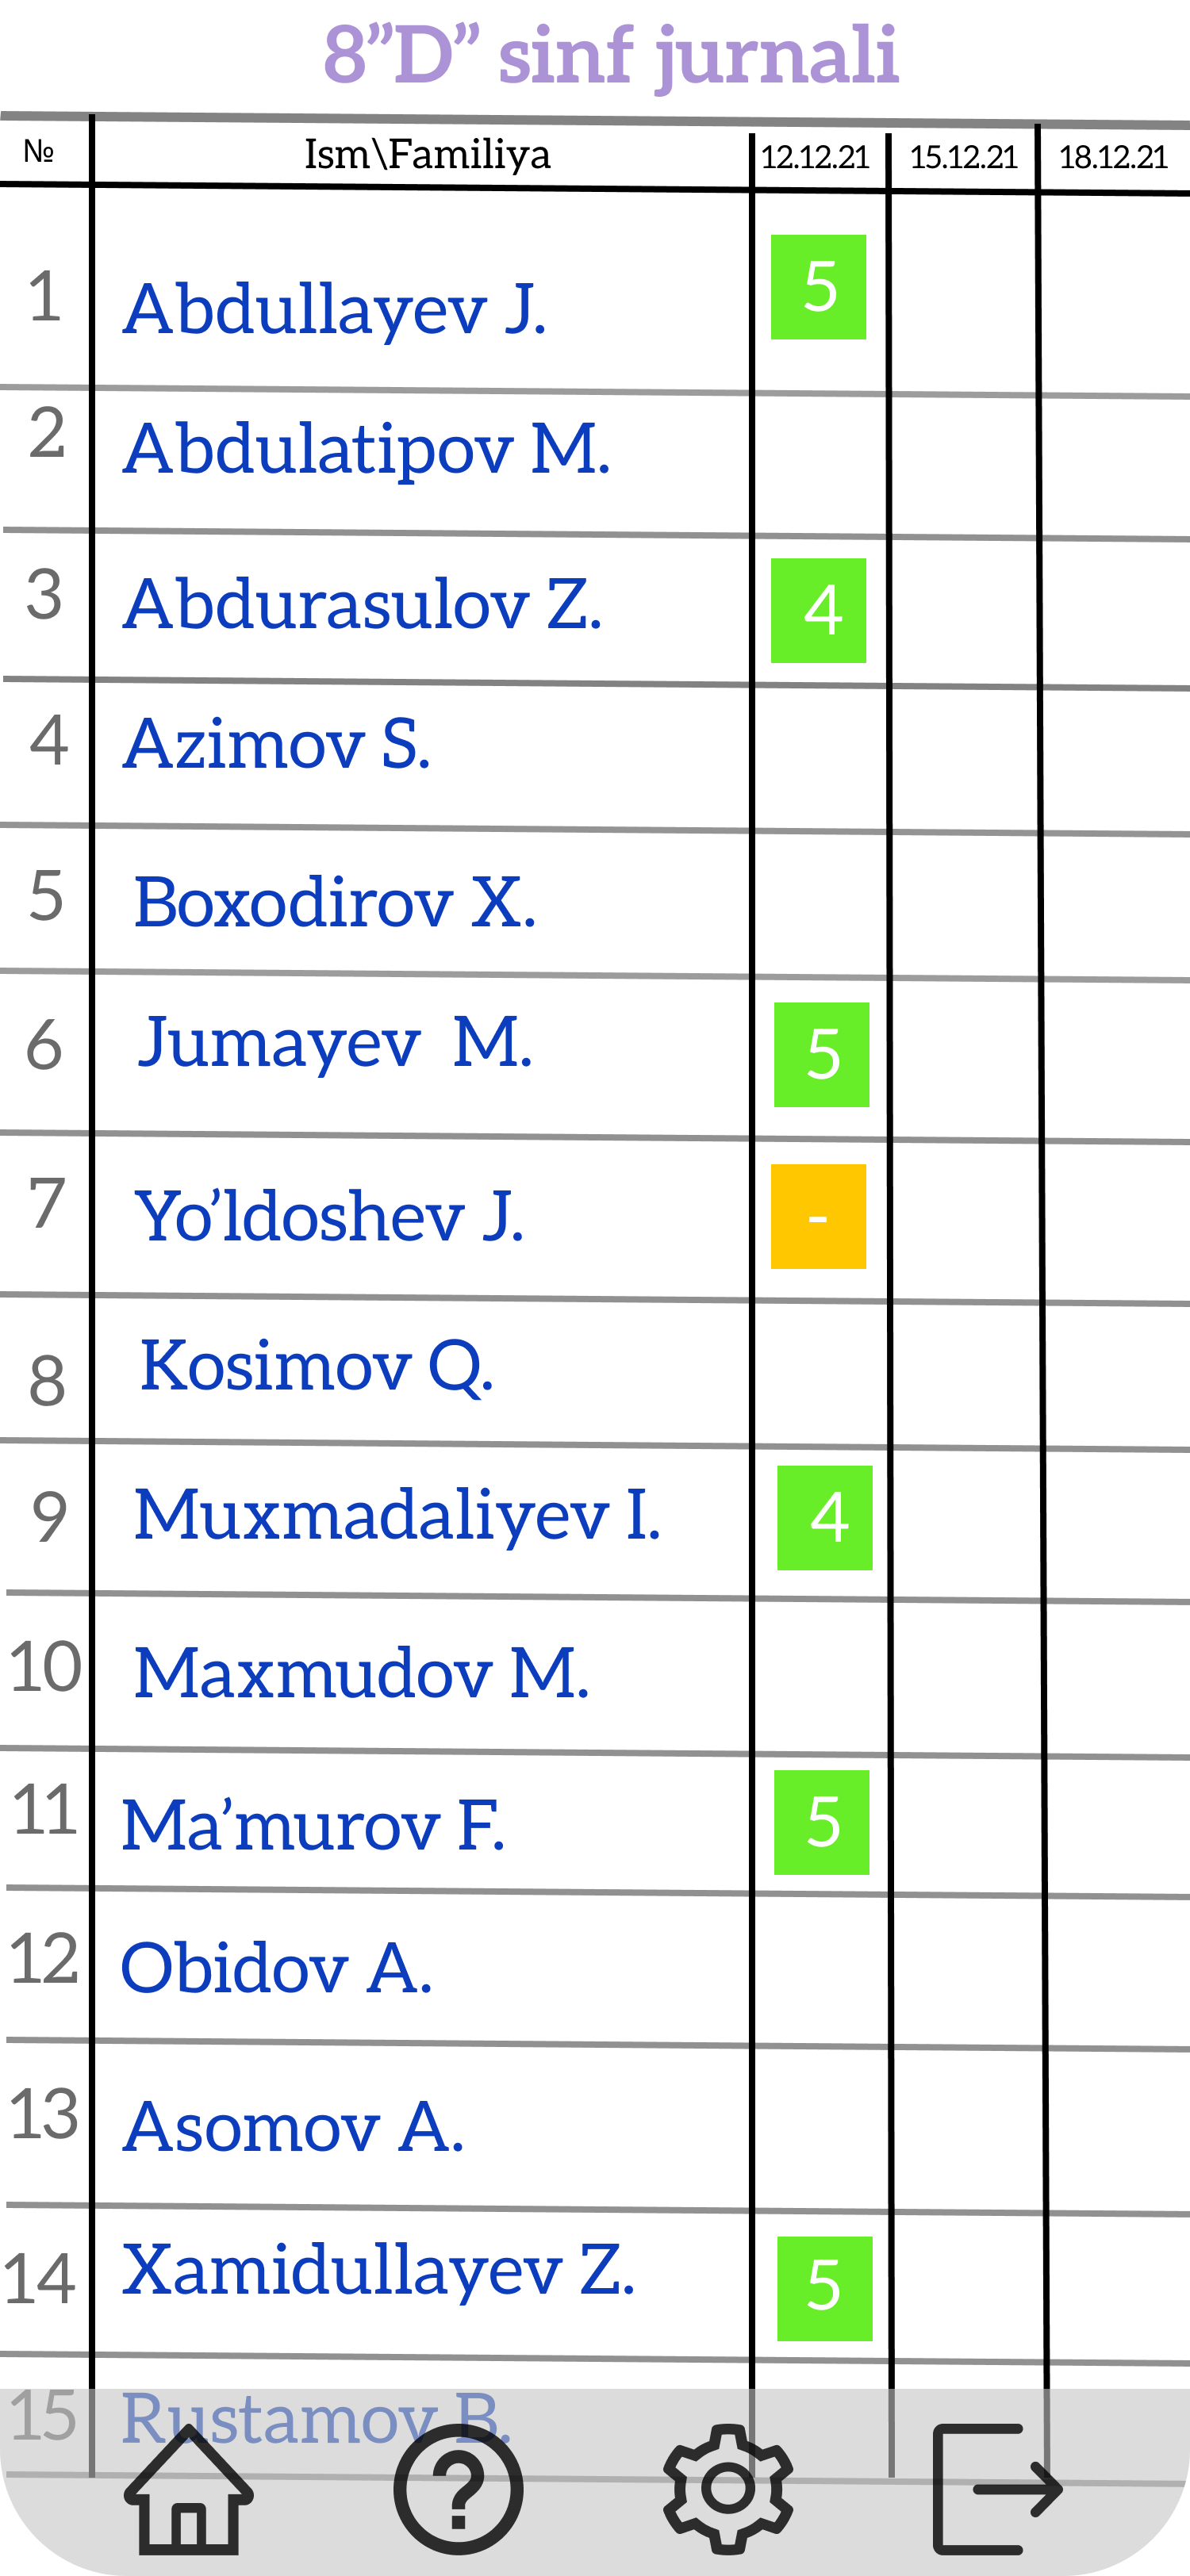 8”D” sinf jurnali
№ Ism\Familiya 12.12.21 15.12.21 18.12.21
1 Abdullayev J. 5
2 Abdulatipov M.
3 Abdurasulov Z. 4
4 Azimov S.
5 Boxodirov X.
6 Jumayev M. 5
7 Yo’ldoshev J. -
8 Kosimov Q.
9 Muxmadaliyev I. 4
10 Maxmudov M.
11 Ma’murov F. 5
12 Obidov A.
13 Asomov A.
14 Xamidullayev Z. 5
15 Rustamov B.